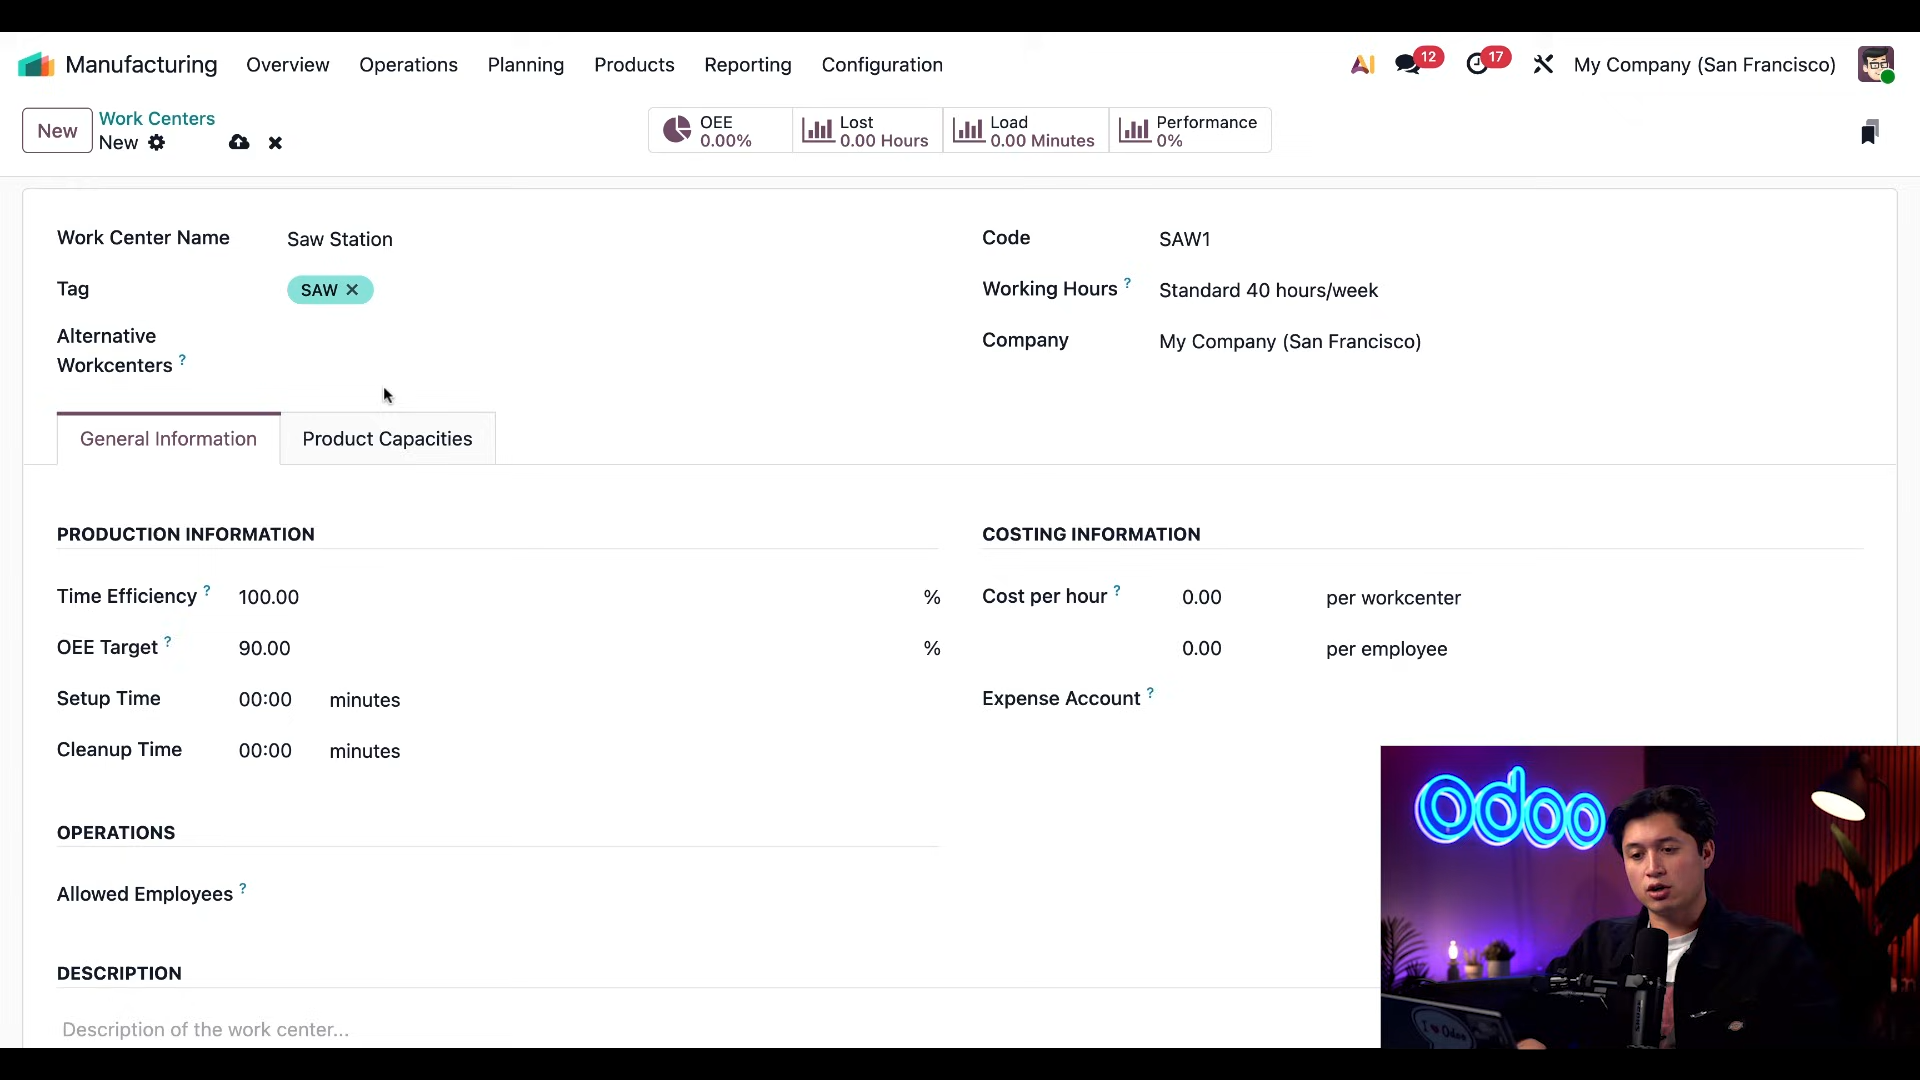 Manufacturing Overview Operations Planning Products Reporting Configuration AI 12 17 My Company (San Francisco)
New
Work Centers
New
OEE
0.00%
Lost
0.00 Hours
Load
0.00 Minutes
Performance
0%
Work Center Name Saw Station
Tag SAW
Alternative
Workcenters ?
Code SAW1
Working Hours ? Standard 40 hours/week
Company My Company (San Francisco)
General Information Product Capacities
PRODUCTION INFORMATION
Time Efficiency ? 100.00 %
OEE Target ? 90.00 %
Setup Time 00:00 minutes
Cleanup Time 00:00 minutes
COSTING INFORMATION
Cost per hour ? 0.00 per workcenter
0.00 per employee
Expense Account ?
OPERATIONS
Allowed Employees ?
DESCRIPTION
Description of the work center...
odoo
I Odoo